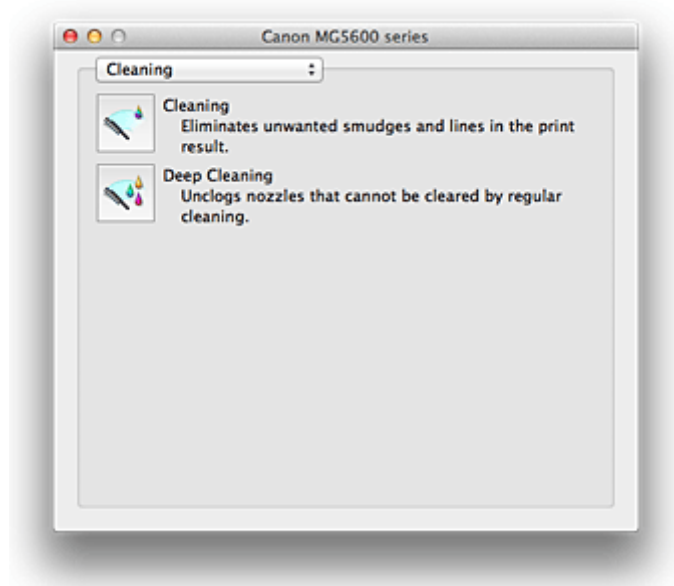 Canon MG5600 series
Cleaning
Cleaning
Eliminates unwanted smudges and lines in the print
result.
Deep Cleaning
Unclogs nozzles that cannot be cleared by regular
cleaning.